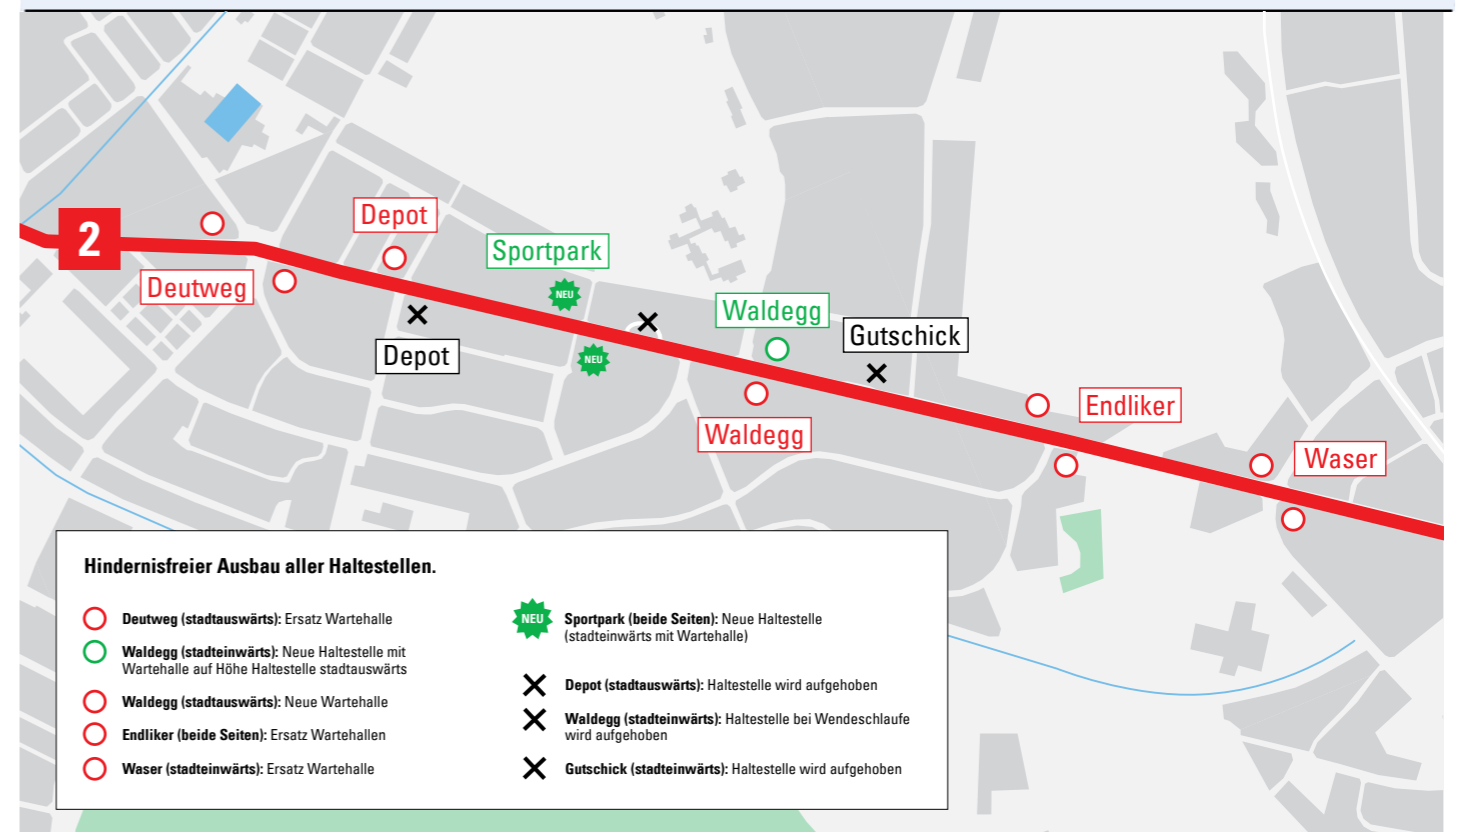 2
Depot
Deutweg
Sportpark
NEU
NEU
Depot
Waldegg
Gutschick
Waldegg
Endliker
Waser
Hindernisfreier Ausbau aller Haltestellen.
Deutweg (stadtauswärts): Ersatz Wartehalle
Waldegg (stadteinwärts): Neue Haltestelle mit
Wartehalle auf Höhe Haltestelle stadtauswärts
Waldegg (stadtauswärts): Neue Wartehalle
Endliker (beide Seiten): Ersatz Wartehallen
Waser (stadteinwärts): Ersatz Wartehalle
NEU
Sportpark (beide Seiten): Neue Haltestelle
(stadteinwärts mit Wartehalle)
Depot (stadtauswärts): Haltestelle wird aufgehoben
Waldegg (stadteinwärts): Haltestelle bei Wendeschlaufe
wird aufgehoben
Gutschick (stadteinwärts): Haltestelle wird aufgehoben